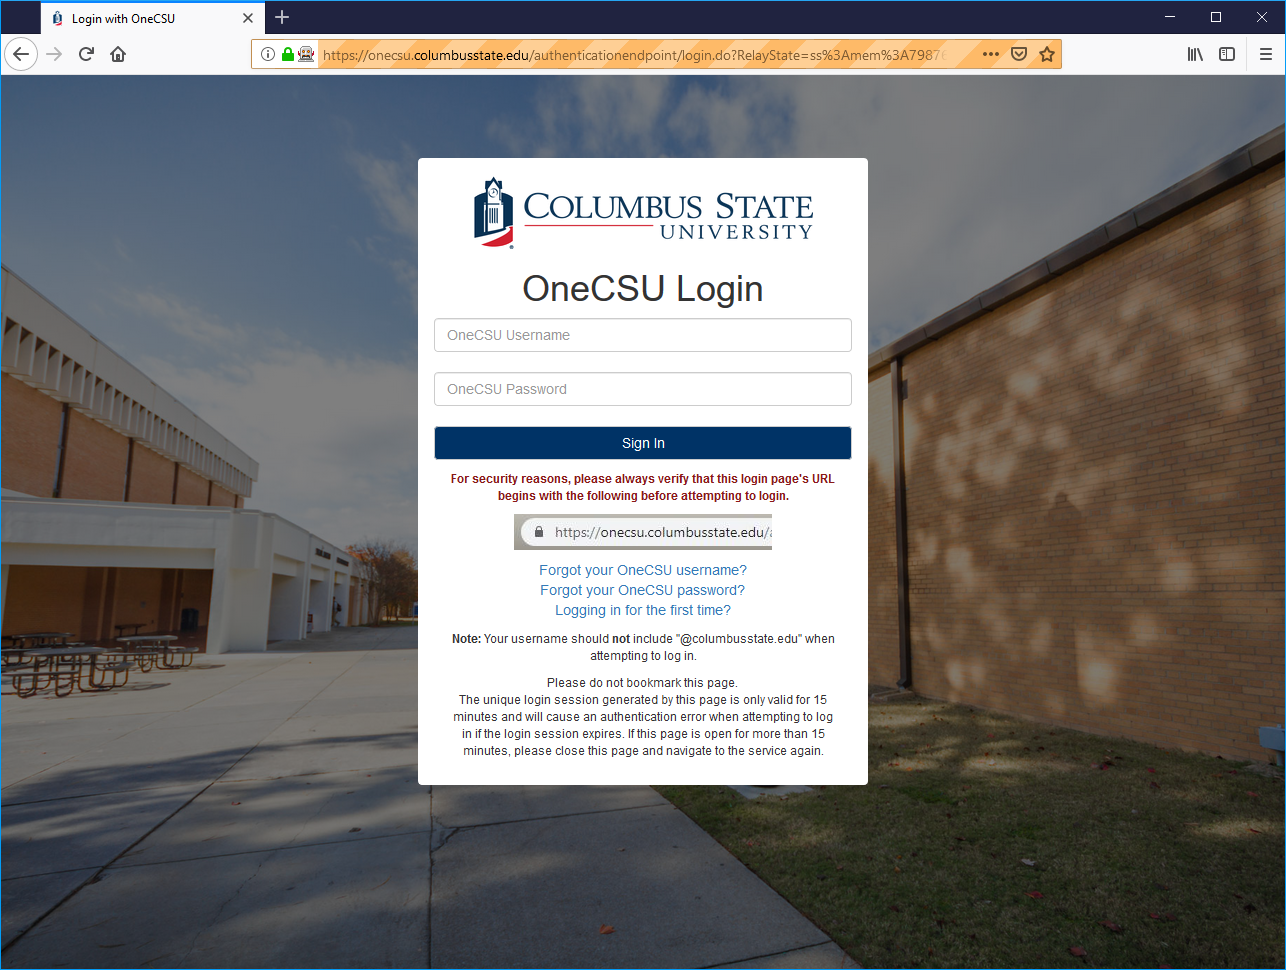 Login with OneCSU
https://onecsu.columbusstate.edu/authenticationendpoint/login.do?RelayState=ss%3Amem%3A7987
COLUMBUS STATE
UNIVERSITY
OneCSU Login
OneCSU Username
OneCSU Password
Sign In
For security reasons, please always verify that this login page's URL
begins with the following before attempting to login.
https://onecsu.columbusstate.edu/
Forgot your OneCSU username?
Forgot your OneCSU password?
Logging in for the first time?
Note: Your username should not include "@columbusstate.edu" when
attempting to log in.
Please do not bookmark this page.
The unique login session generated by this page is only valid for 15
minutes and will cause an authentication error when attempting to log
in if the login session expires. If this page is open for more than 15
minutes, please close this page and navigate to the service again.